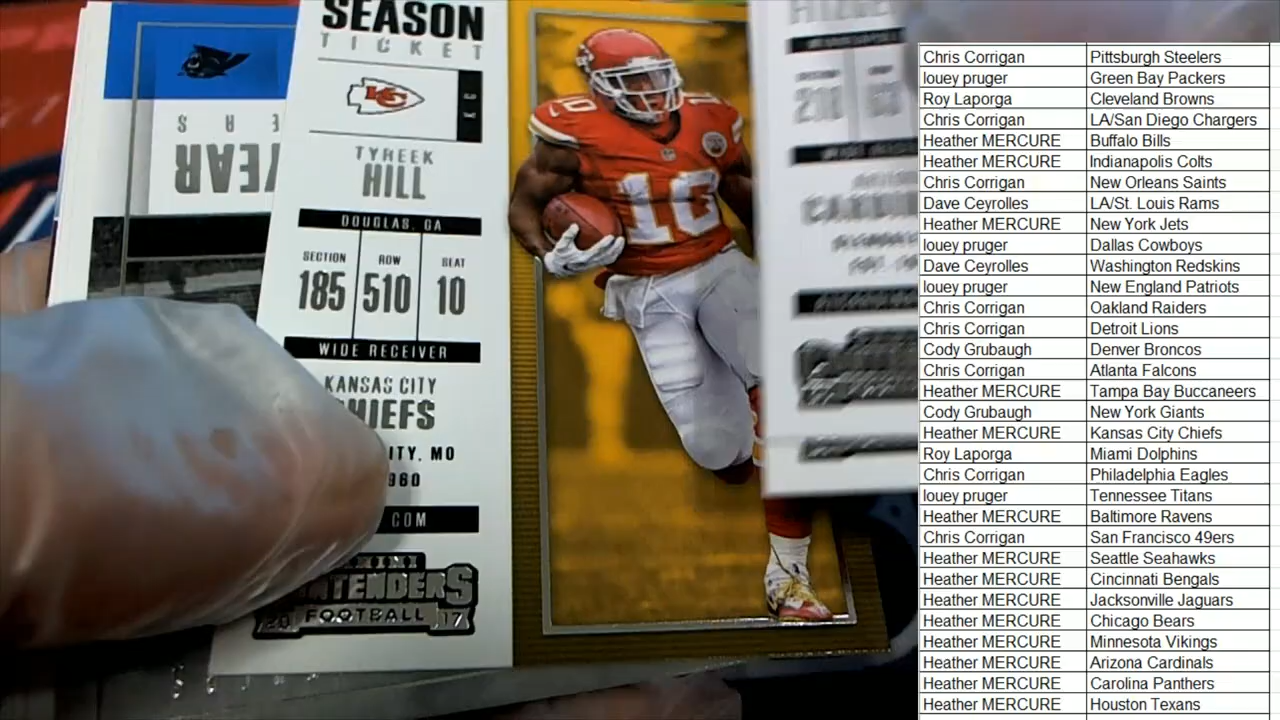 SEASON
TICKET
TYREEK
HILL
DOUGLAS, GA
SECTION ROW SEAT
185 510 10
WIDE RECEIVER
KANSAS CITY
HIEFS
ITY, MO
960
COM
PANINI
NTENDERS
20 FOOTBALL 17
10
10
KC
ERS
YEAR
Chris Corrigan Pittsburgh Steelers
louey pruger Green Bay Packers
Roy Laporga Cleveland Browns
Chris Corrigan LA/San Diego Chargers
Heather MERCURE Buffalo Bills
Heather MERCURE Indianapolis Colts
Chris Corrigan New Orleans Saints
Dave Ceyrolles LA/St. Louis Rams
Heather MERCURE New York Jets
louey pruger Dallas Cowboys
Dave Ceyrolles Washington Redskins
louey pruger New England Patriots
Chris Corrigan Oakland Raiders
Chris Corrigan Detroit Lions
Cody Grubaugh Denver Broncos
Chris Corrigan Atlanta Falcons
Heather MERCURE Tampa Bay Buccaneers
Cody Grubaugh New York Giants
Heather MERCURE Kansas City Chiefs
Roy Laporga Miami Dolphins
Chris Corrigan Philadelphia Eagles
louey pruger Tennessee Titans
Heather MERCURE Baltimore Ravens
Chris Corrigan San Francisco 49ers
Heather MERCURE Seattle Seahawks
Heather MERCURE Cincinnati Bengals
Heather MERCURE Jacksonville Jaguars
Heather MERCURE Chicago Bears
Heather MERCURE Minnesota Vikings
Heather MERCURE Arizona Cardinals
Heather MERCURE Carolina Panthers
Heather MERCURE Houston Texans